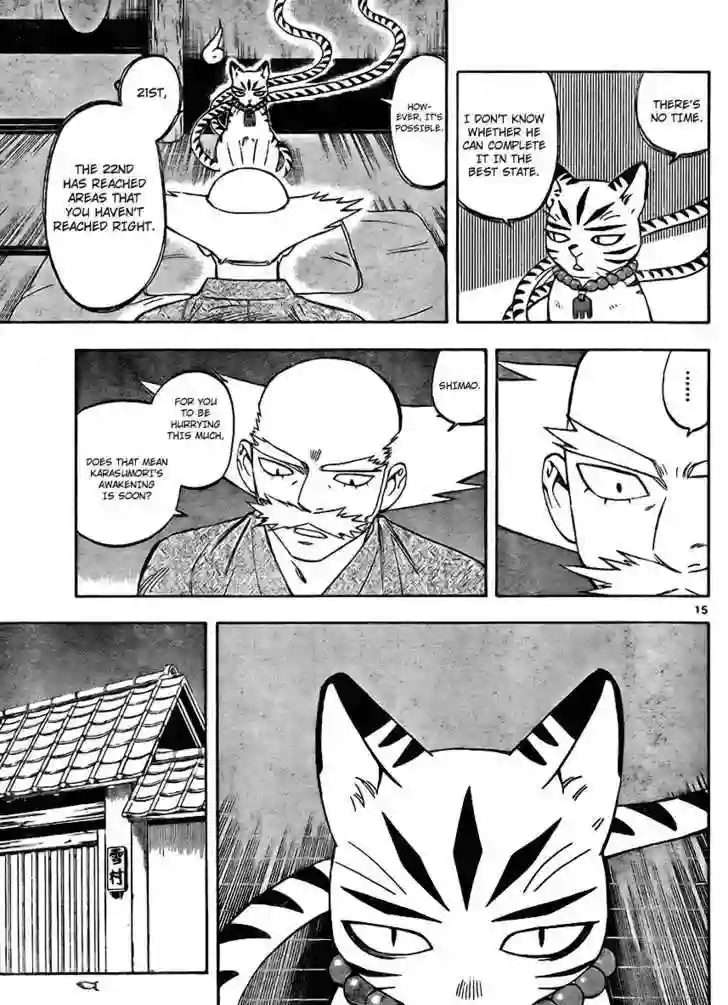 THERE'S
NO TIME.
I DON'T KNOW
WHETHER HE
CAN COMPLETE
IT IN THE
BEST STATE.
HOW-
EVER, IT'S
POSSIBLE.
21ST,
THE 22ND
HAS REACHED
AREAS THAT
YOU HAVEN'T
REACHED RIGHT.
.......
SHIMAO.
FOR YOU
TO BE
HURRYING
THIS MUCH,
DOES THAT MEAN
KARASUMORI'S
AWAKENING
IS SOON?
15
雪村